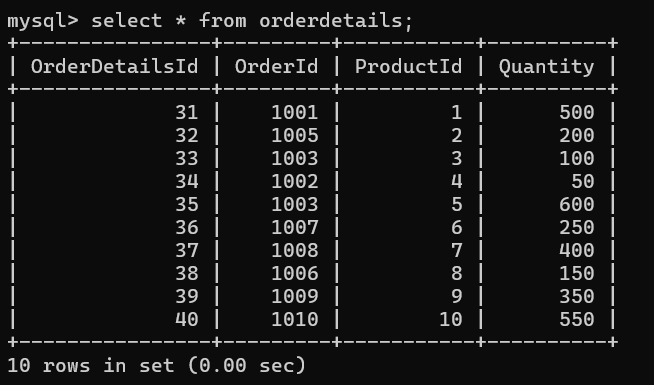 mysql> select * from orderdetails;
+----------------+---------+-----------+----------+
| OrderDetailsId | OrderId | ProductId | Quantity |
+----------------+---------+-----------+----------+
|             31 |    1001 |         1 |      500 |
|             32 |    1005 |         2 |      200 |
|             33 |    1003 |         3 |      100 |
|             34 |    1002 |         4 |       50 |
|             35 |    1003 |         5 |      600 |
|             36 |    1007 |         6 |      250 |
|             37 |    1008 |         7 |      400 |
|             38 |    1006 |         8 |      150 |
|             39 |    1009 |         9 |      350 |
|             40 |    1010 |        10 |      550 |
+----------------+---------+-----------+----------+
10 rows in set (0.00 sec)